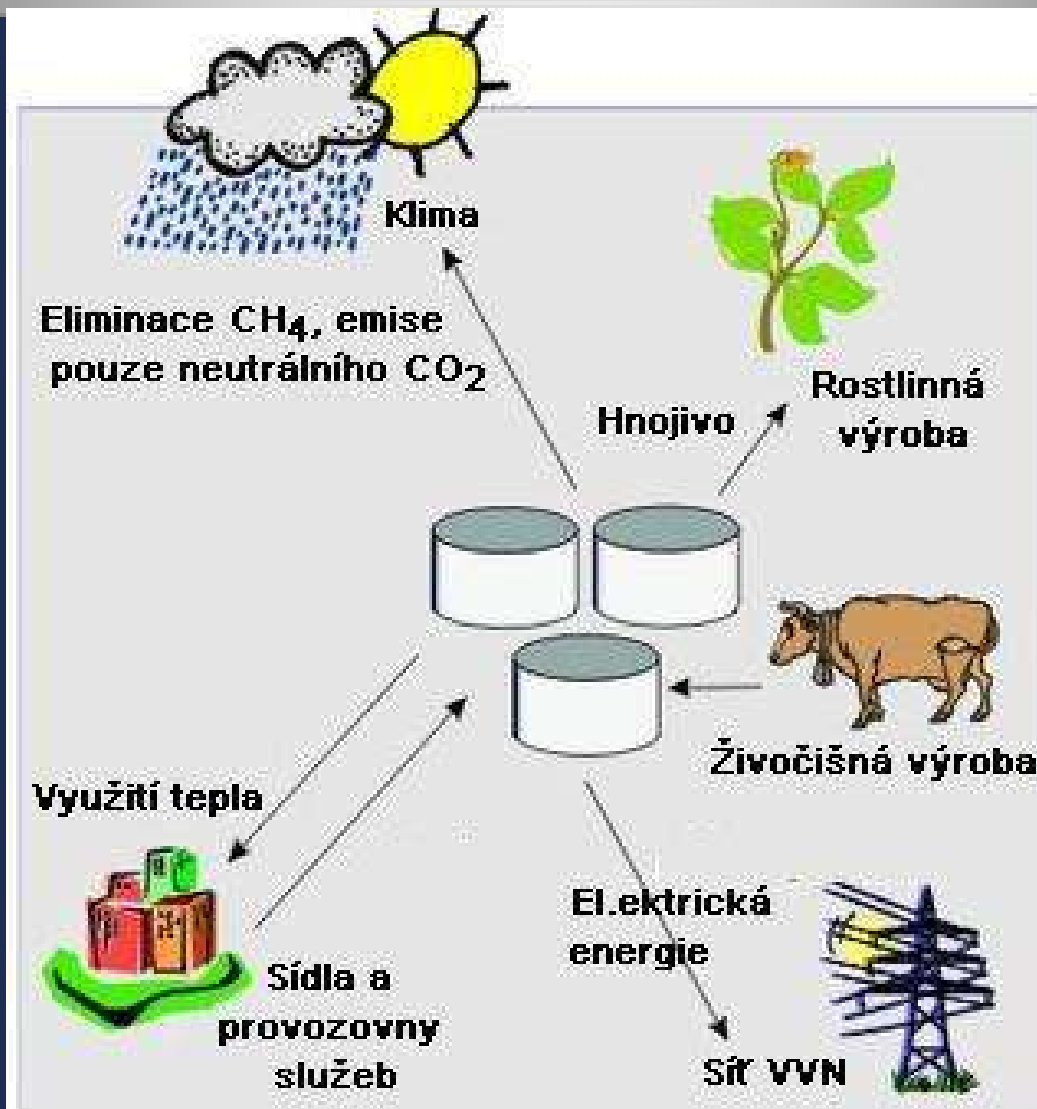 Klima
Eliminace CH₄, emise
pouze neutrálního CO₂
Hnojivo
Rostlinná
výroba
Živočišná výroba
Využití tepla
El.ektrická
energie
Sídla a
provozovny
služeb
Síť VVN